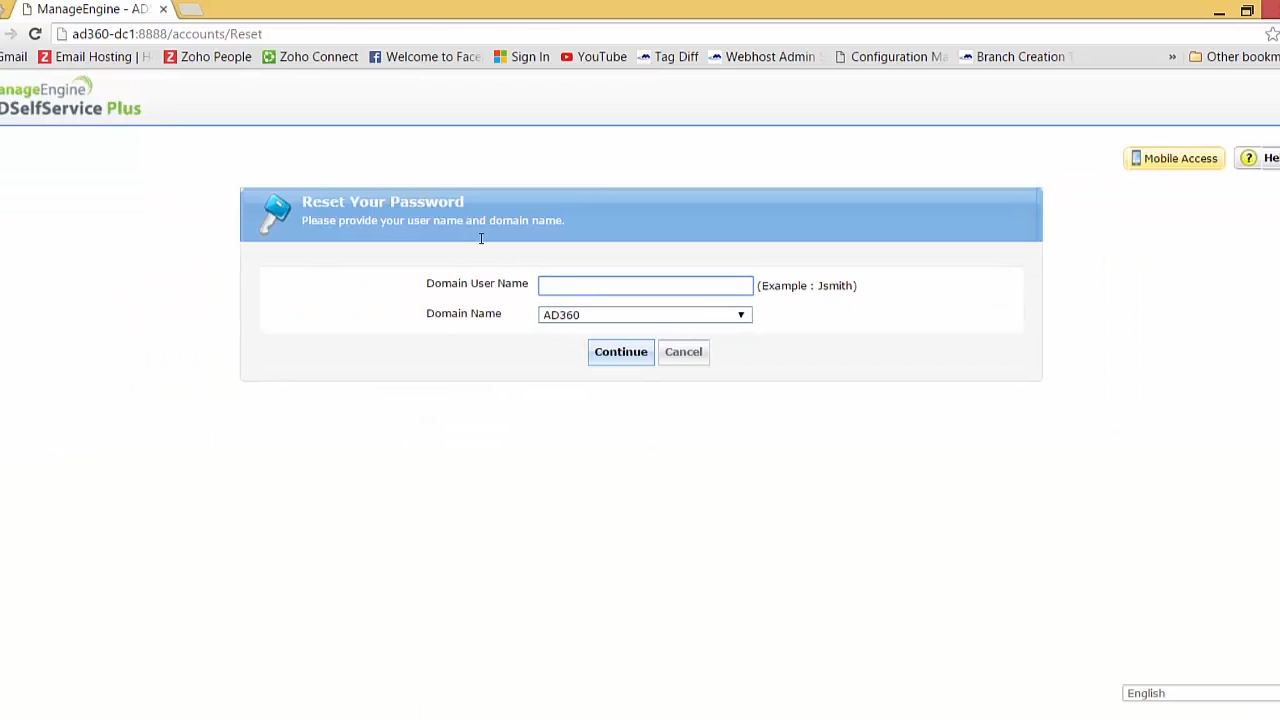 ManageEngine - AD
ad360-dc1:8888/accounts/Reset
Gmail
Email Hosting | H
Zoho People
Zoho Connect
Welcome to Face
Sign In
YouTube
Tag Diff
Webhost Admin
Configuration Ma
Branch Creation
»
Other bookm
anageEngine
DSelfService Plus
Mobile Access
? He
Reset Your Password
Please provide your user name and domain name.
Domain User Name
(Example : Jsmith)
Domain Name
AD360
Continue
Cancel
English